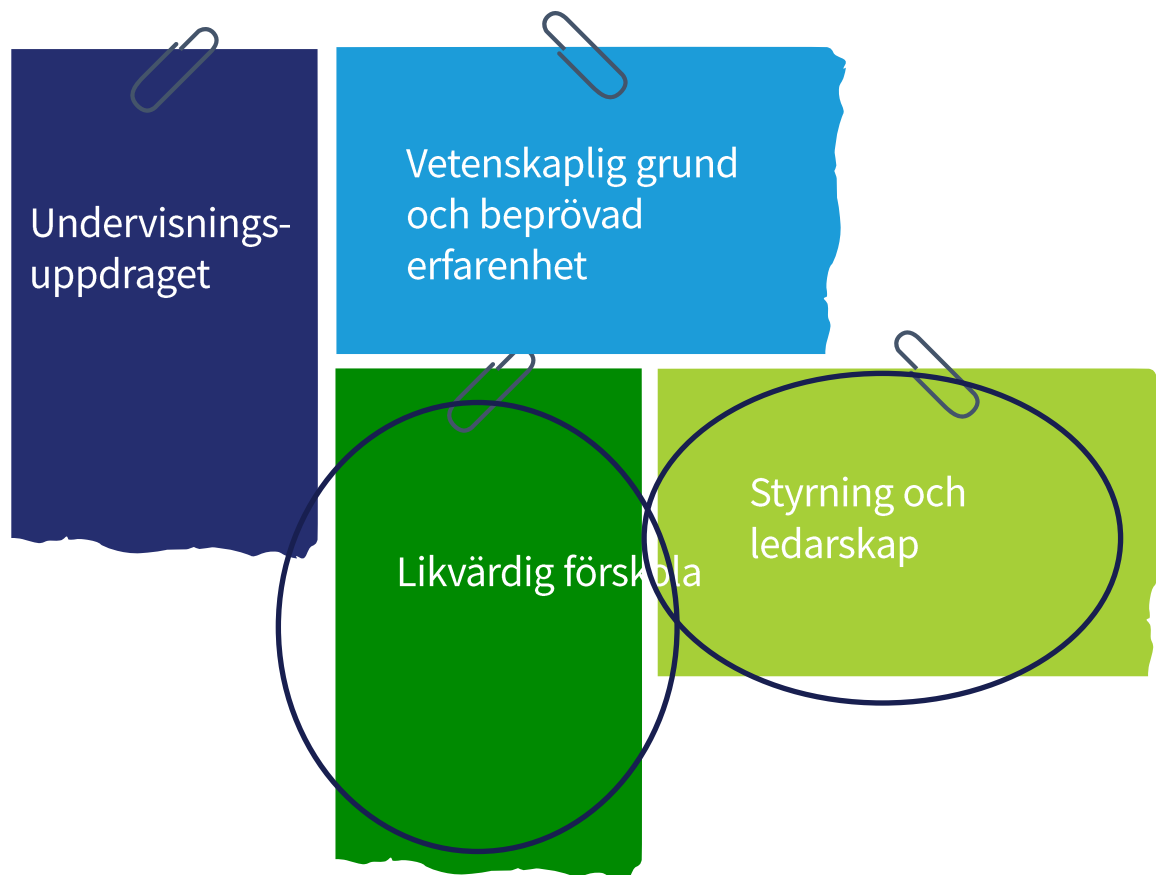 Undervisnings-
uppdraget
Vetenskaplig grund
och beprövad
erfarenhet
Likvärdig förskola
Styrning och
ledarskap